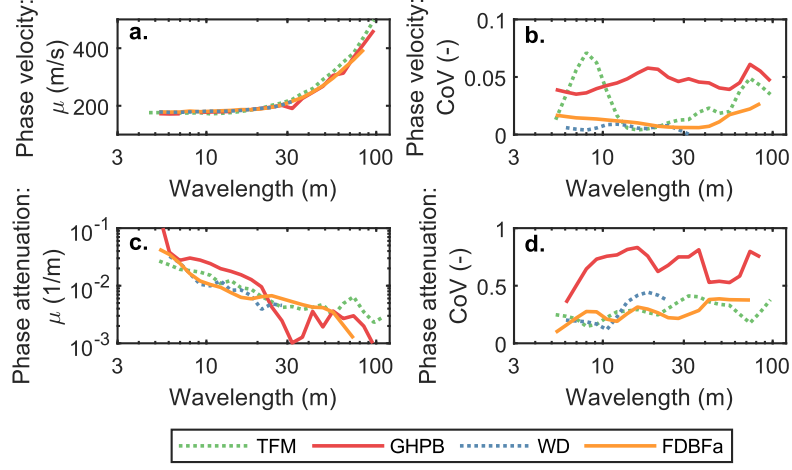 Phase velocity:
μ (m/s)
a.
400
200
3
10
30
100
Wavelength (m)
Phase velocity:
CoV (-)
b.
0.1
0.05
0
3
10
30
100
Wavelength (m)
Phase attenuation:
μ (1/m)
c.
10⁻¹
10⁻²
10⁻³
3
10
30
100
Wavelength (m)
Phase attenuation:
CoV (-)
d.
1
0.5
0
3
10
30
100
Wavelength (m)
TFM GHPB WD FDBFa